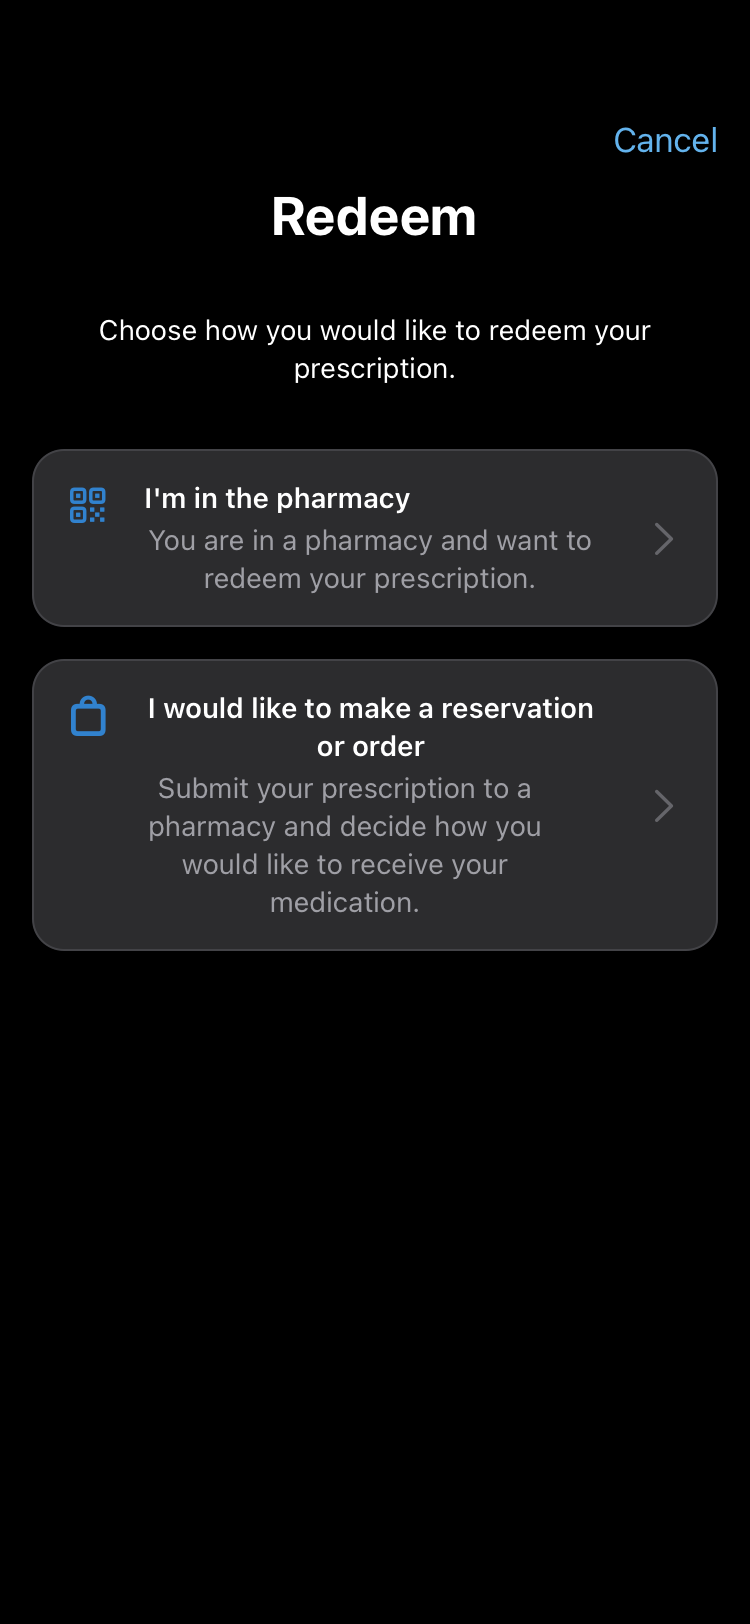 Cancel
Redeem
Choose how you would like to redeem your
prescription.
I'm in the pharmacy
You are in a pharmacy and want to
redeem your prescription.
I would like to make a reservation
or order
Submit your prescription to a
pharmacy and decide how you
would like to receive your
medication.